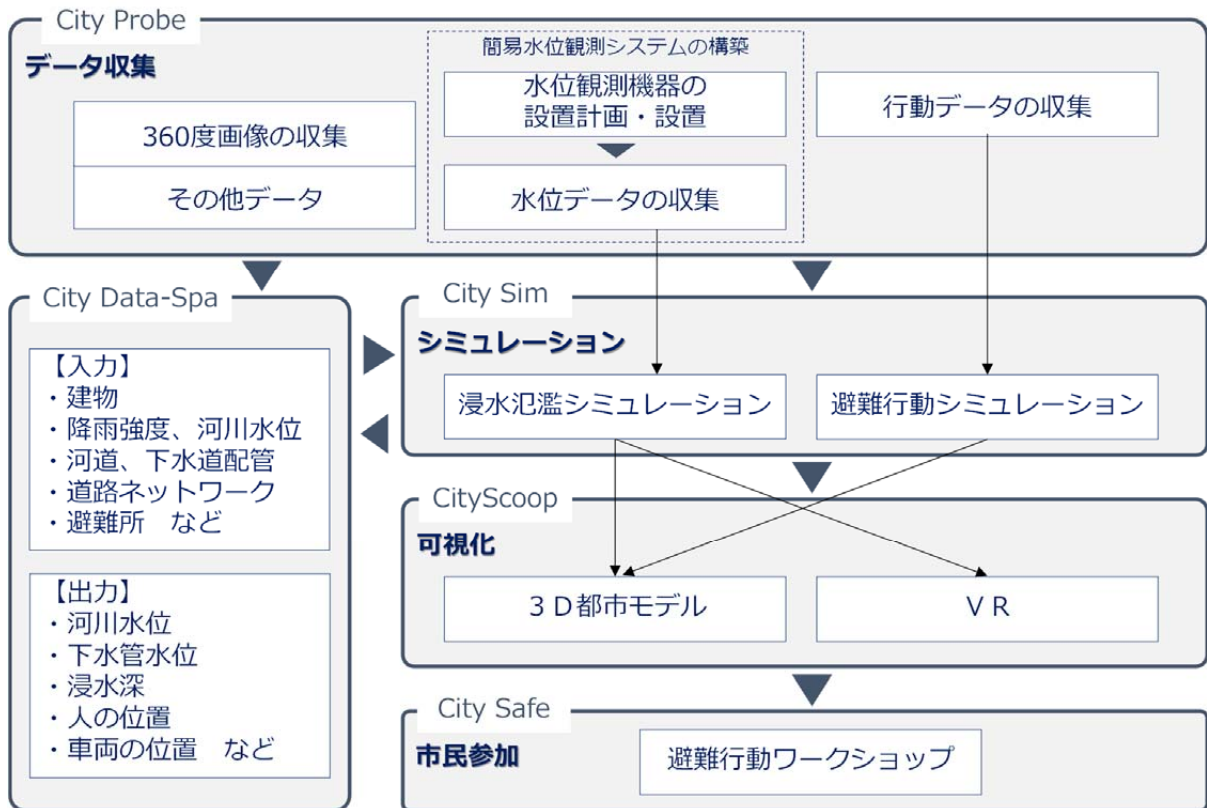 City Probe
データ収集
360度画像の収集
その他データ
簡易水位観測システムの構築
水位観測機器の
設置計画・設置
水位データの収集
行動データの収集
City Data-Spa
【入力】
・建物
・降雨強度、河川水位
・河道、下水道配管
・道路ネットワーク
・避難所　など
【出力】
・河川水位
・下水管水位
・浸水深
・人の位置
・車両の位置　など
City Sim
シミュレーション
浸水氾濫シミュレーション
避難行動シミュレーション
CityScoop
可視化
３Ｄ都市モデル
ＶＲ
City Safe
市民参加
避難行動ワークショップ